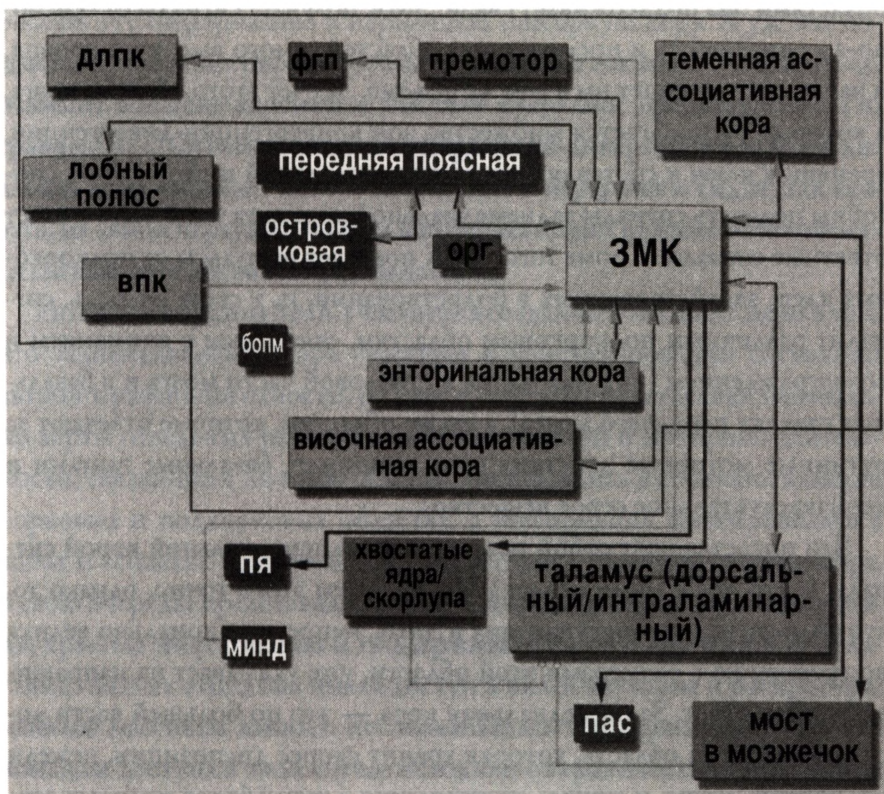 ДЛПК
ФГП
ПРЕМОТОР
ТЕМЕННАЯ АС-
СОЦИАТИВНАЯ
КОРА
ЛОБНЫЙ
ПОЛЮС
ПЕРЕДНЯЯ ПОЯСНАЯ
ОСТРОВ-
КОВАЯ
ОРГ
ЗМК
ВПК
БОПМ
ЭНТОРИНАЛЬНАЯ КОРА
ВИСОЧНАЯ АССОЦИАТИВ-
НАЯ КОРА
ПЯ
ХВОСТАТЫЕ
ЯДРА/
СКОРЛУПА
ТАЛАМУС (ДОРСАЛЬ-
НЫЙ/ИНТРАЛАМИНАР-
НЫЙ)
МИНД
ПАС
МОСТ
В МОЗЖЕЧОК